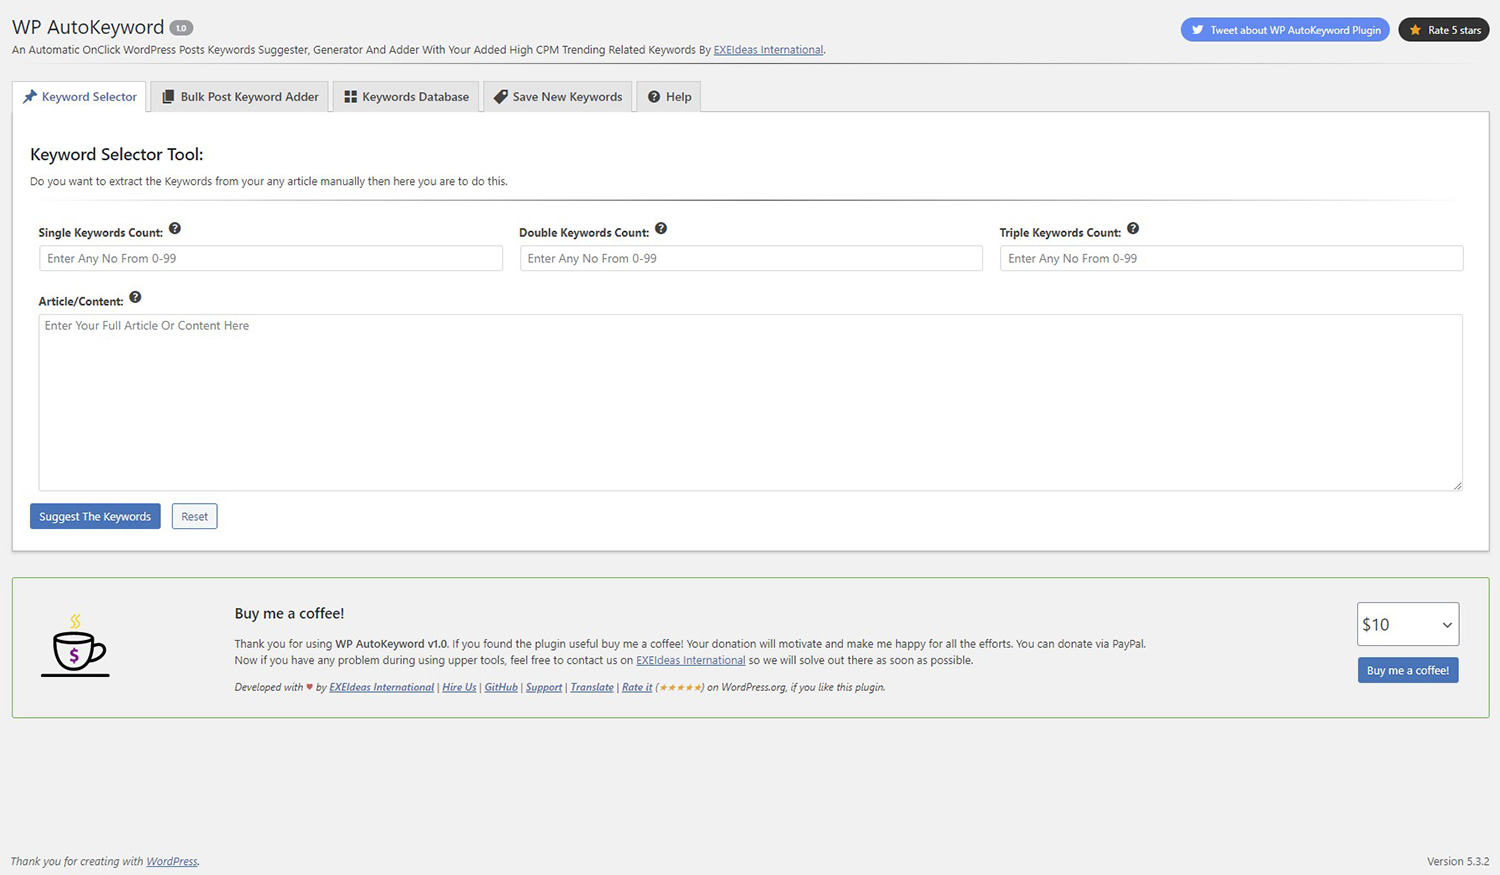 WP AutoKeyword 1.0
Tweet about WP AutoKeyword Plugin
Rate 5 stars
An Automatic OnClick WordPress Posts Keywords Suggester, Generator And Adder With Your Added High CPM Trending Related Keywords By EXEIdeas International.
Keyword Selector
Bulk Post Keyword Adder
Keywords Database
Save New Keywords
Help
Keyword Selector Tool:
Do you want to extract the Keywords from your any article manually then here you are to do this.
Single Keywords Count:
Double Keywords Count:
Triple Keywords Count:
Enter Any No From 0-99
Enter Any No From 0-99
Enter Any No From 0-99
Article/Content:
Enter Your Full Article Or Content Here
Suggest The Keywords
Reset
Buy me a coffee!
$10
Thank you for using WP AutoKeyword v1.0. If you found the plugin useful buy me a coffee! Your donation will motivate and make me happy for all the efforts. You can donate via PayPal.
Now if you have any problem during using upper tools, feel free to contact us on EXEIdeas International so we will solve out there as soon as possible.
Buy me a coffee!
Developed with ♥ by EXEIdeas International | Hire Us | GitHub | Support | Translate | Rate it (★★★★★) on WordPress.org, if you like this plugin.
$
Thank you for creating with WordPress.
Version 5.3.2